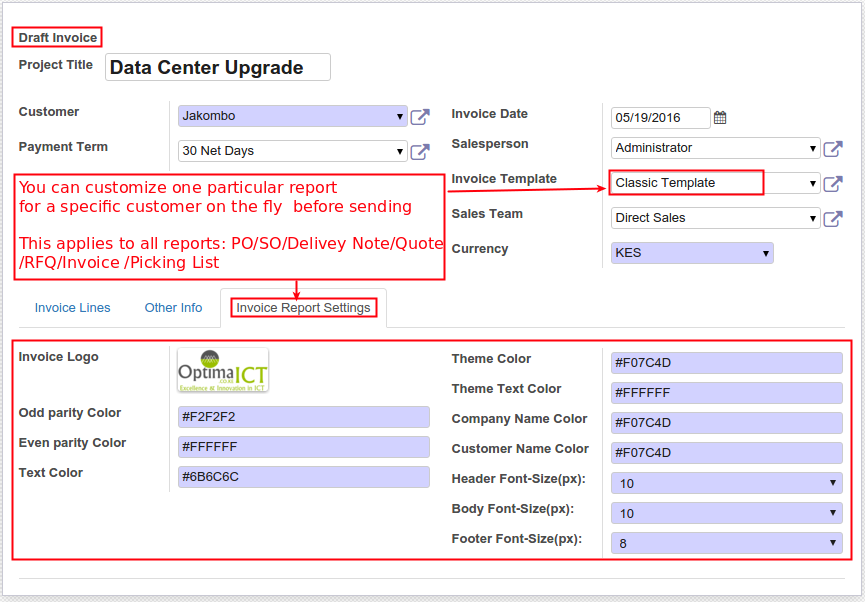 Draft Invoice
Project Title Data Center Upgrade
Customer Jakombo
Payment Term 30 Net Days
Invoice Date 05/19/2016
Salesperson Administrator
Invoice Template Classic Template
Sales Team Direct Sales
Currency KES
You can customize one particular report
for a specific customer on the fly before sending
This applies to all reports: PO/SO/Delivey Note/Quote
/RFQ/Invoice /Picking List
Invoice Lines Other Info Invoice Report Settings
Invoice Logo
OptimaICT
Excellence & Innovation in ICT
Odd parity Color #F2F2F2
Even parity Color #FFFFFF
Text Color #6B6C6C
Theme Color #F07C4D
Theme Text Color #FFFFFF
Company Name Color #F07C4D
Customer Name Color #F07C4D
Header Font-Size(px): 10
Body Font-Size(px): 10
Footer Font-Size(px): 8